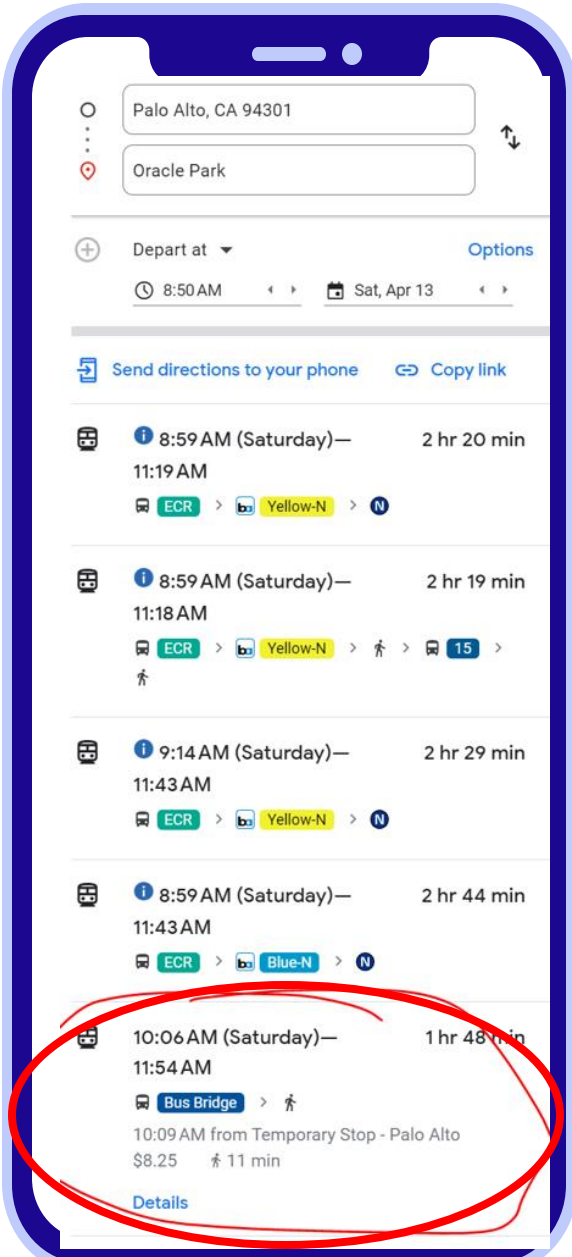 Palo Alto, CA 94301
Oracle Park
Depart at Options
8:50 AM Sat, Apr 13
Send directions to your phone Copy link
8:59 AM (Saturday)— 2 hr 20 min
11:19 AM
ECR > ba Yellow-N > N
8:59 AM (Saturday)— 2 hr 19 min
11:18 AM
ECR > ba Yellow-N > > 15 >
9:14 AM (Saturday)— 2 hr 29 min
11:43 AM
ECR > ba Yellow-N > N
8:59 AM (Saturday)— 2 hr 44 min
11:43 AM
ECR > ba Blue-N > N
10:06 AM (Saturday)— 1 hr 48 min
11:54 AM
Bus Bridge >
10:09 AM from Temporary Stop - Palo Alto
$8.25 11 min
Details